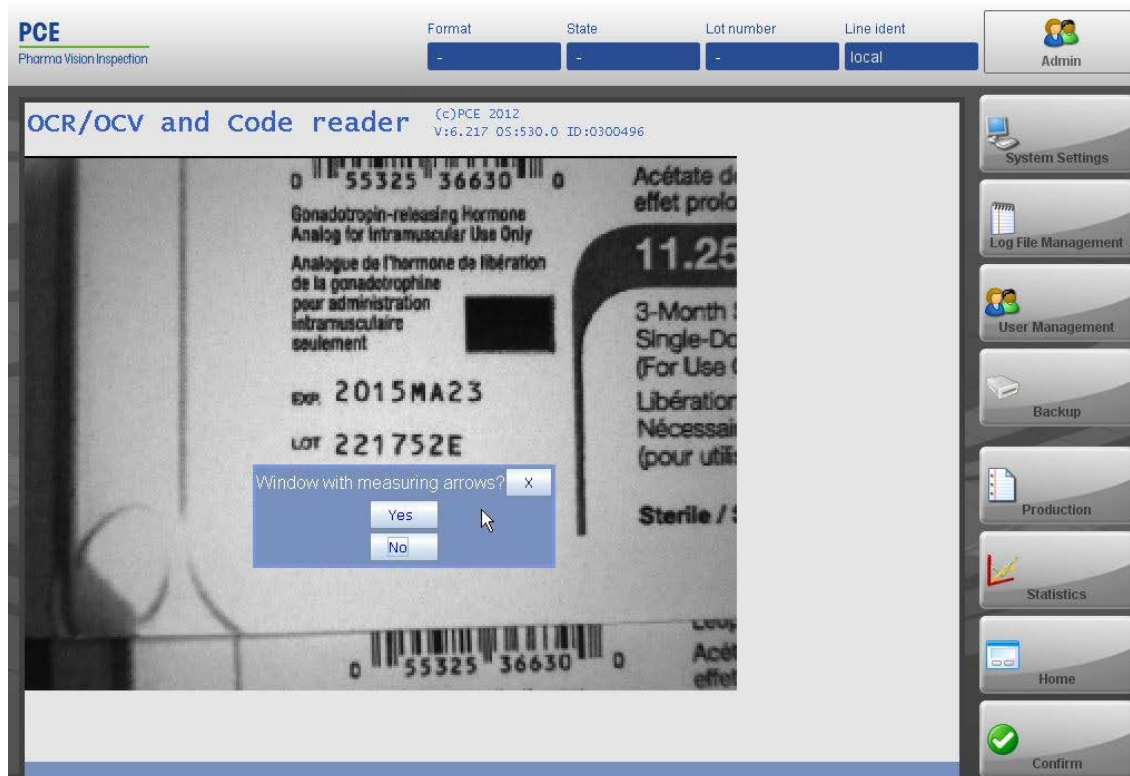 PCE
Pharma Vision Inspection
Format
State
Lot number
Line ident
-
-
-
local
Admin
OCR/OCV and Code reader
(c)PCE 2012
V:6.217 OS:530.0 ID:0300496
0 55325 36630 0
Gonadotropin-releasing Hormone
Analog for Intramuscular Use Only
Analogue de l'hormone de libération
de la gonadotrophine
pour administration
intramusculaire
seulement
EXP. 2015MA23
LOT 221752E
Acétate d
effet prolo
11.25
3-Month
Single-Do
(For Use
Libération
Nécessai
(pour utilis
Sterile /
Window with measuring arrows? X
Yes
No
0 55325 36630 0
Acét
effet
System Settings
Log File Management
User Management
Backup
Production
Statistics
Home
Confirm